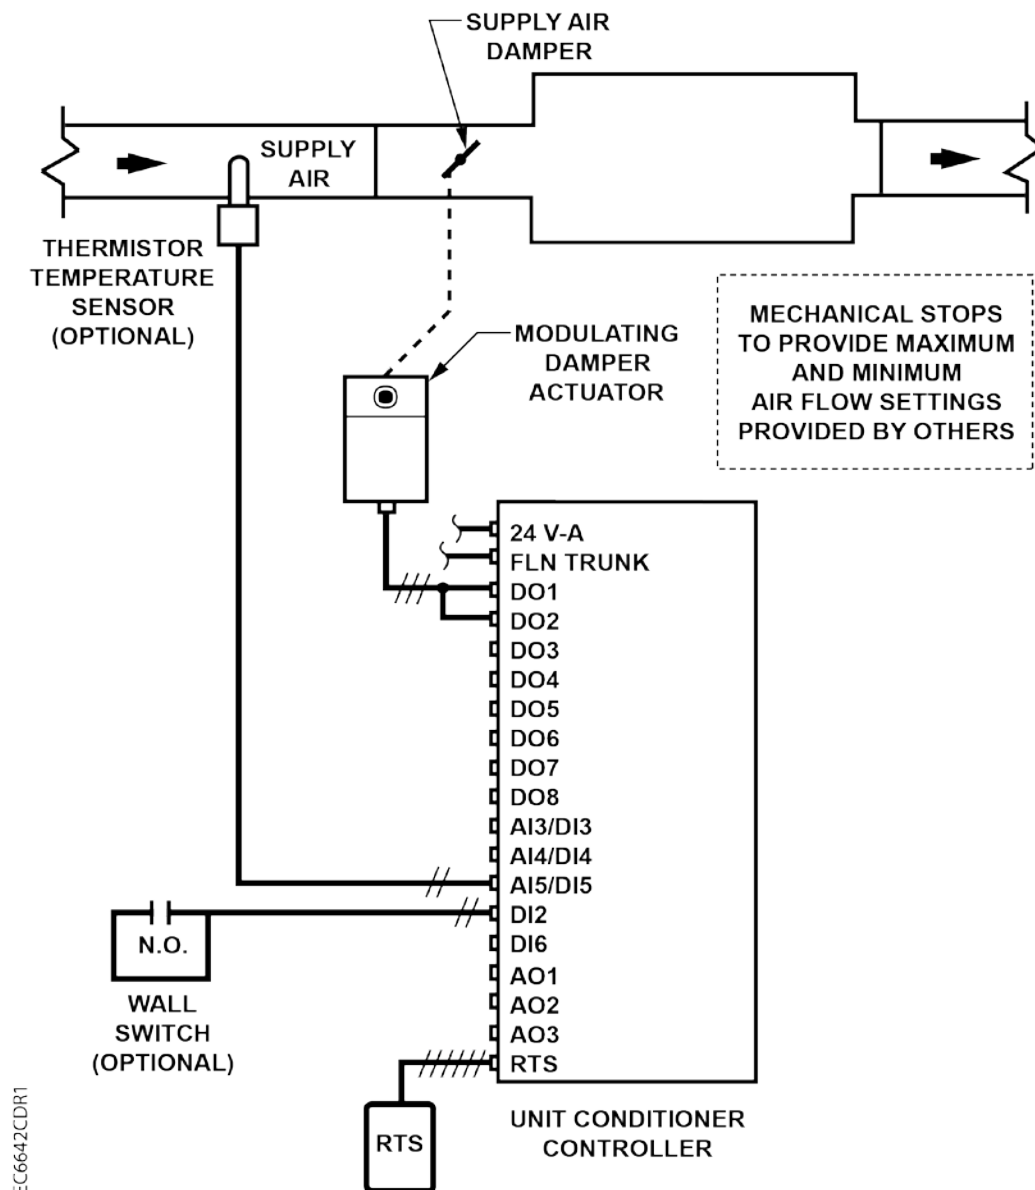 SUPPLY AIR
DAMPER
SUPPLY
AIR
THERMISTOR
TEMPERATURE
SENSOR
(OPTIONAL)
MODULATING
DAMPER
ACTUATOR
MECHANICAL STOPS
TO PROVIDE MAXIMUM
AND MINIMUM
AIR FLOW SETTINGS
PROVIDED BY OTHERS
24 V-A
FLN TRUNK
DO1
DO2
DO3
DO4
DO5
DO6
DO7
DO8
AI3/DI3
AI4/DI4
AI5/DI5
DI2
DI6
AO1
AO2
AO3
RTS
N.O.
WALL
SWITCH
(OPTIONAL)
RTS
UNIT CONDITIONER
CONTROLLER
EC6642CDR1